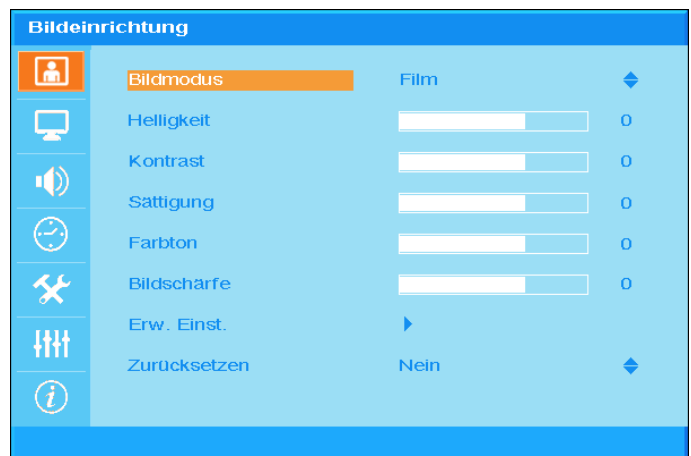 Bildeinrichtung
Bildmodus Film
Helligkeit 0
Kontrast 0
Sättigung 0
Farbton 0
Bildschärfe 0
Erw. Einst.
Zurücksetzen Nein